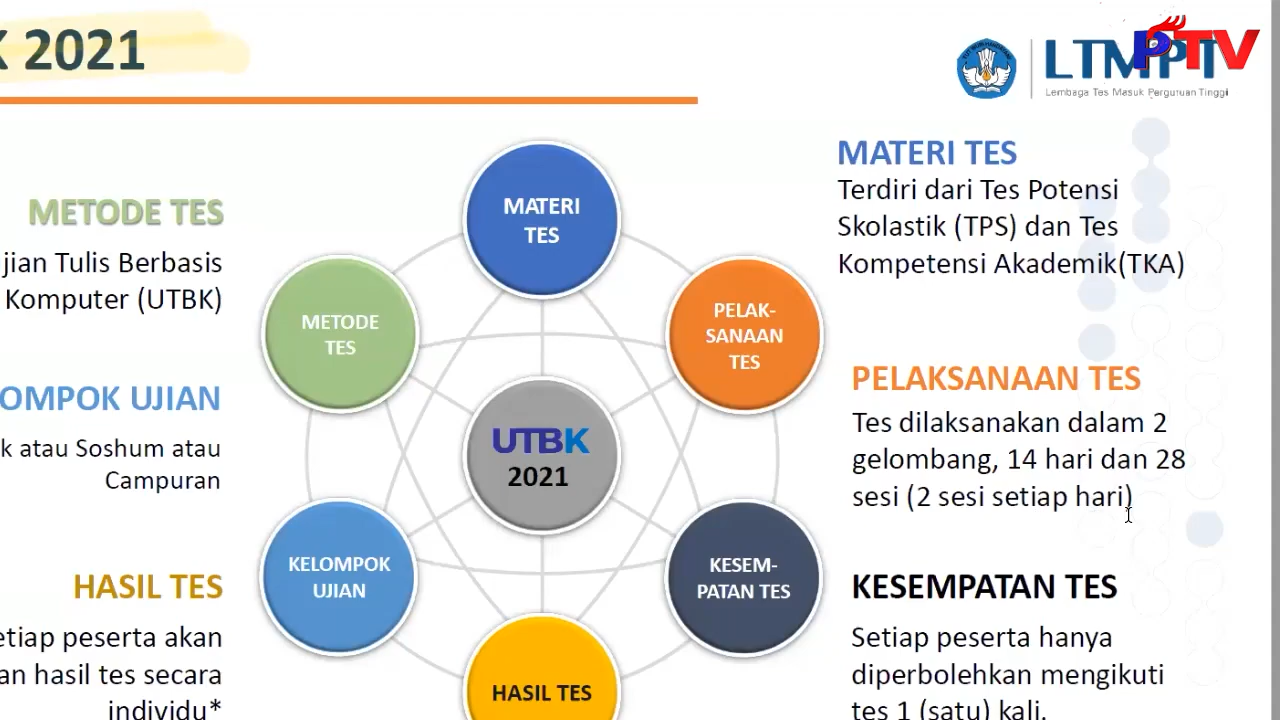 K 2021
LTMPT
PTV
Lembaga Tes Masuk Perguruan Tinggi
METODE TES
jian Tulis Berbasis
Komputer (UTBK)
OMPOK UJIAN
k atau Soshum atau
Campuran
HASIL TES
etiap peserta akan
an hasil tes secara
individu*
MATERI
TES
METODE
TES
PELAK-
SANAAN
TES
UTBK
2021
KELOMPOK
UJIAN
KESEM-
PATAN TES
HASIL TES
MATERI TES
Terdiri dari Tes Potensi
Skolastik (TPS) dan Tes
Kompetensi Akademik(TKA)
PELAKSANAAN TES
Tes dilaksanakan dalam 2
gelombang, 14 hari dan 28
sesi (2 sesi setiap hari)
KESEMPATAN TES
Setiap peserta hanya
diperbolehkan mengikuti
tes 1 (satu) kali.